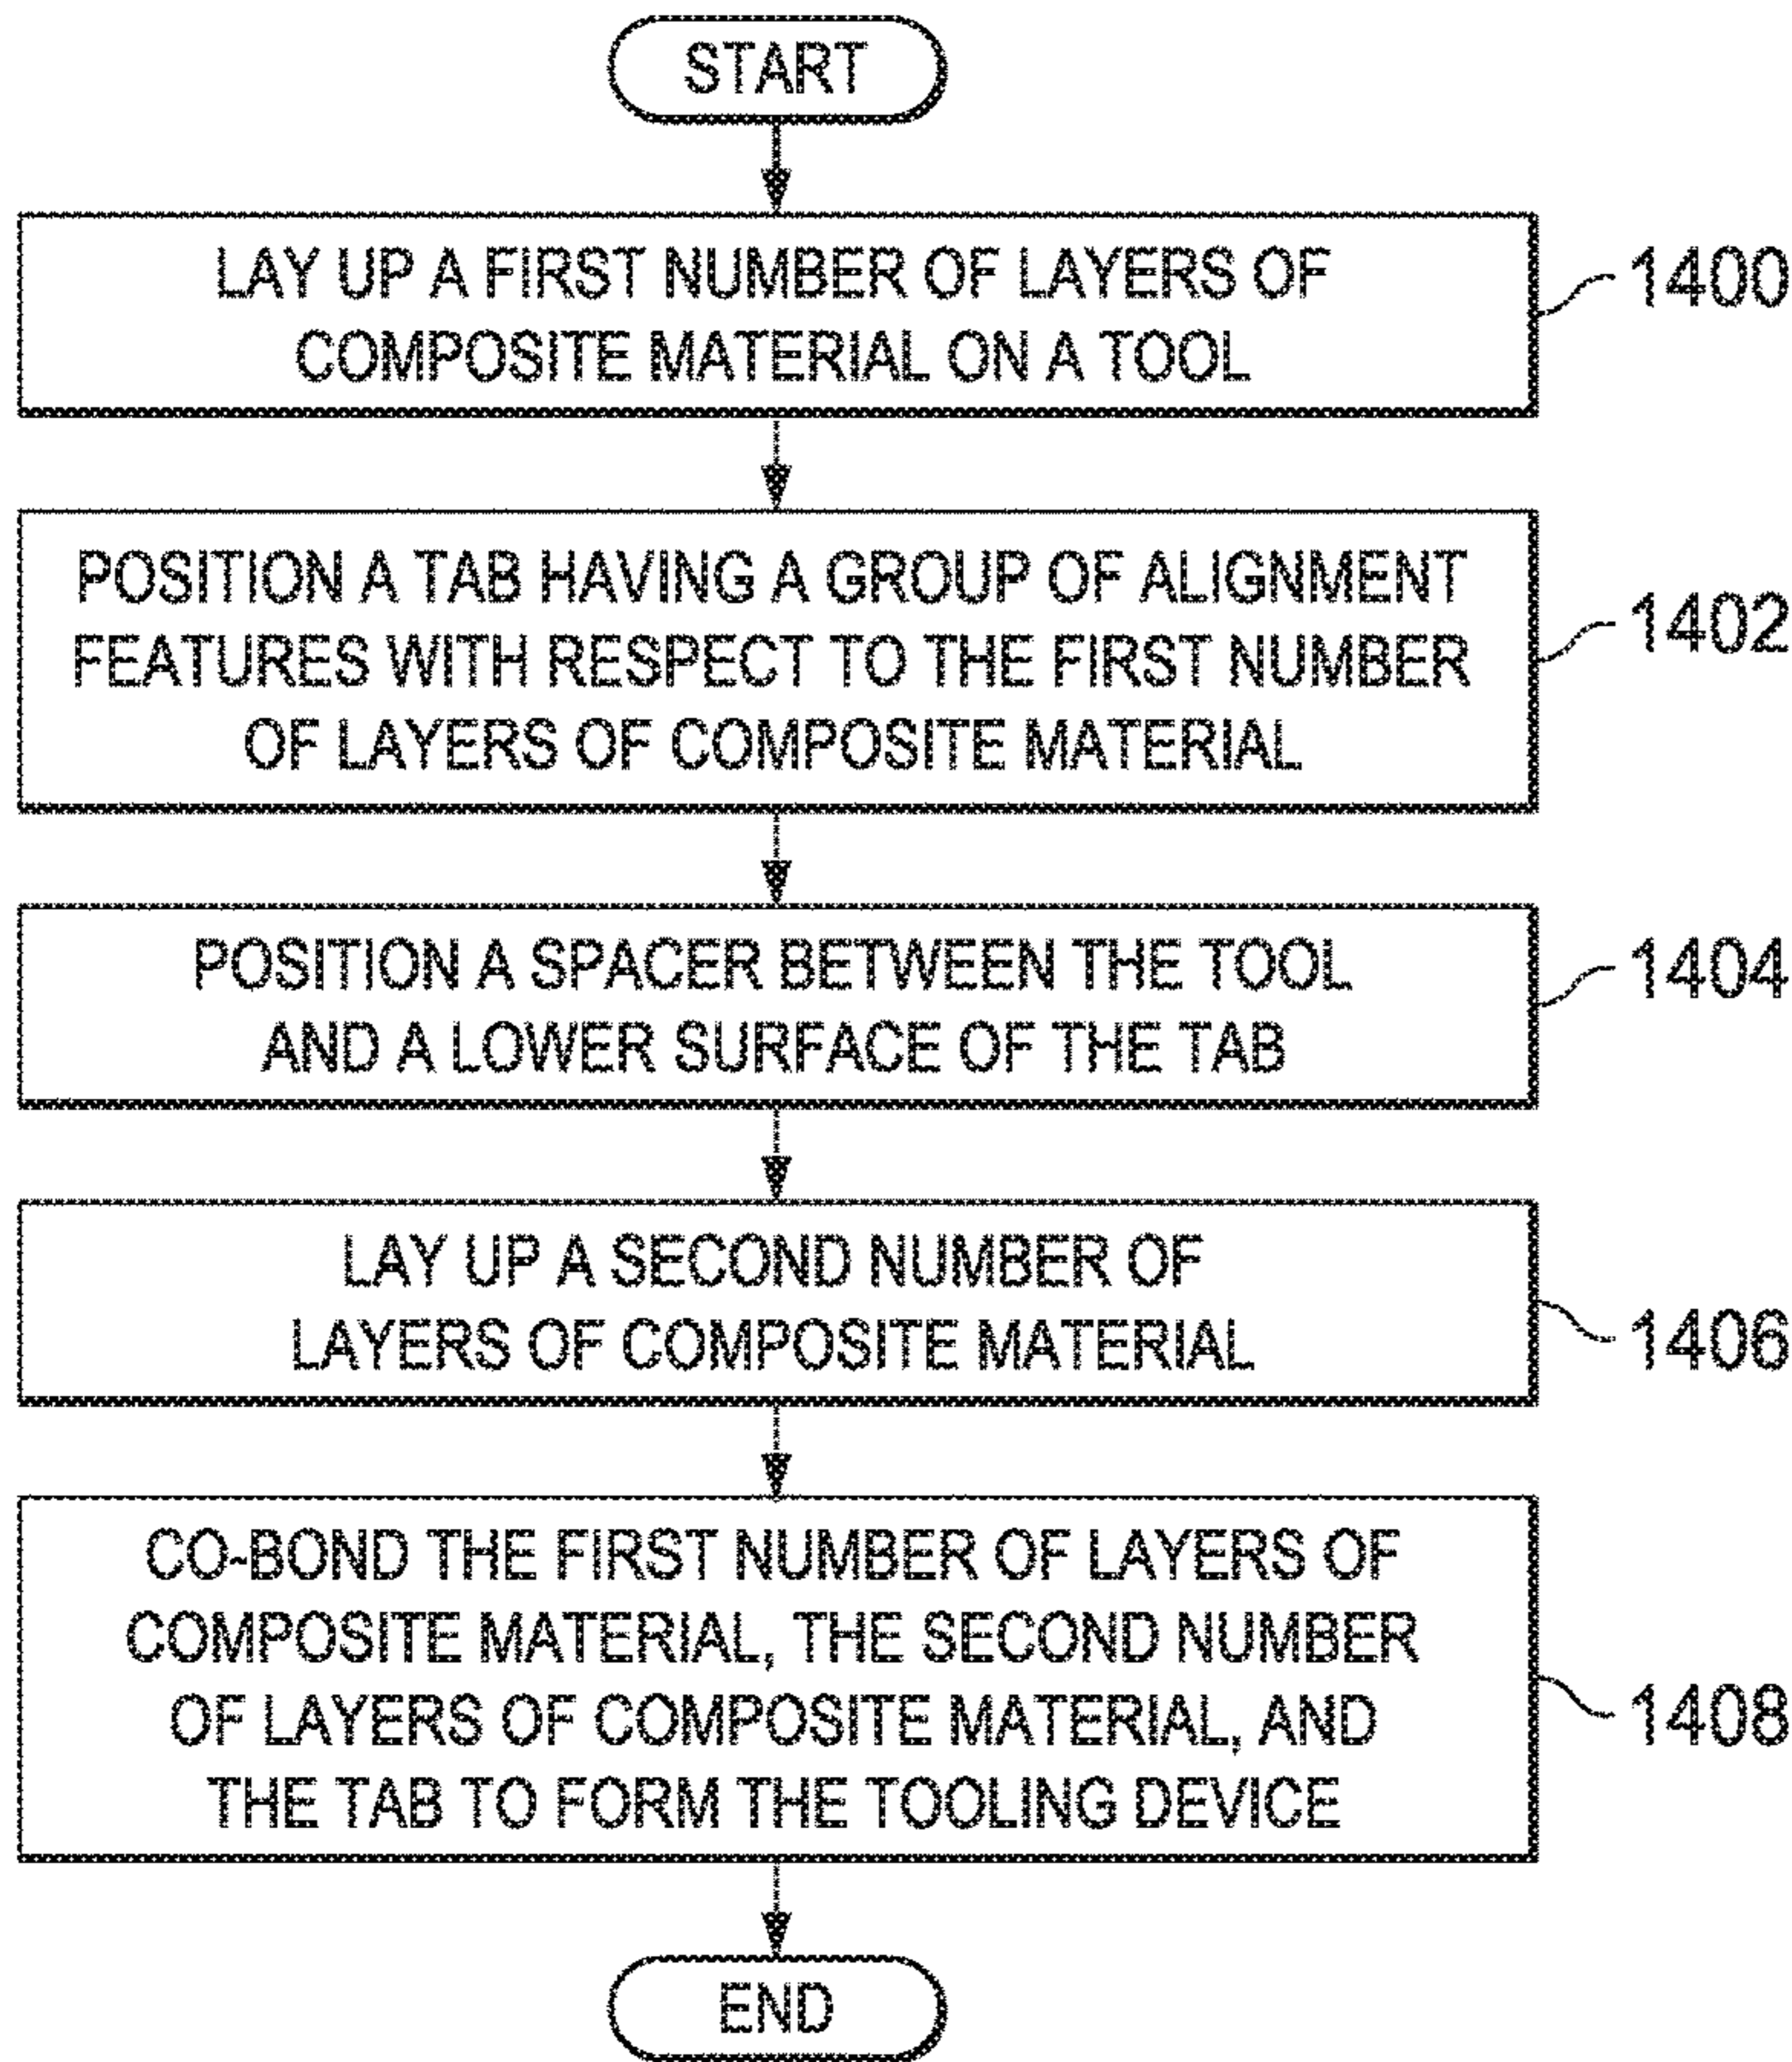 START
LAY UP A FIRST NUMBER OF LAYERS OF
COMPOSITE MATERIAL ON A TOOL
1400
POSITION A TAB HAVING A GROUP OF ALIGNMENT
FEATURES WITH RESPECT TO THE FIRST NUMBER
OF LAYERS OF COMPOSITE MATERIAL
1402
POSITION A SPACER BETWEEN THE TOOL
AND A LOWER SURFACE OF THE TAB
1404
LAY UP A SECOND NUMBER OF
LAYERS OF COMPOSITE MATERIAL
1406
CO-BOND THE FIRST NUMBER OF LAYERS OF
COMPOSITE MATERIAL, THE SECOND NUMBER
OF LAYERS OF COMPOSITE MATERIAL, AND
THE TAB TO FORM THE TOOLING DEVICE
1408
END